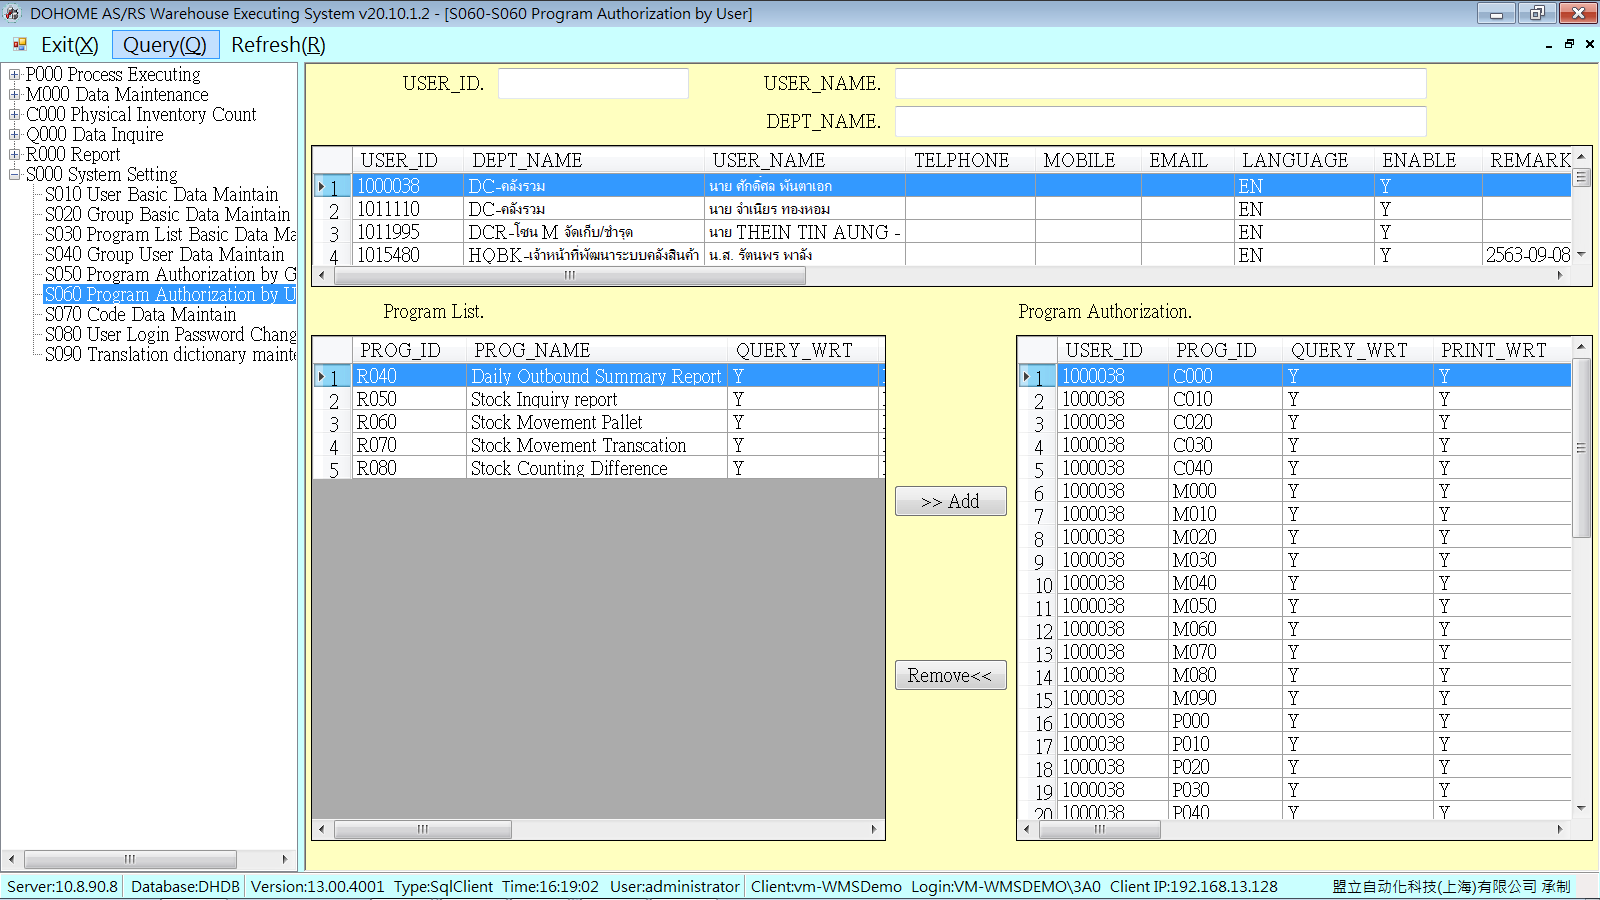 DOHOME AS/RS Warehouse Executing System v20.10.1.2 - [S060-S060 Program Authorization by User]
Exit(X) Query(Q) Refresh(R)
P000 Process Executing
M000 Data Maintenance
C000 Physical Inventory Count
Q000 Data Inquire
R000 Report
S000 System Setting
S010 User Basic Data Maintain
S020 Group Basic Data Maintain
S030 Program List Basic Data Ma
S040 Group User Data Maintain
S050 Program Authorization by G
S060 Program Authorization by U
S070 Code Data Maintain
S080 User Login Password Chang
S090 Translation dictionary mainte
USER_ID. USER_NAME.
DEPT_NAME.
USER_ID DEPT_NAME USER_NAME TELPHONE MOBILE EMAIL LANGUAGE ENABLE REMARK
1 1000038 DC-คลังรวม นาย ศักดิ์ศิล พันตาเอก EN Y
2 1011110 DC-คลังรวม นาย จำเนียร ทองหอม EN Y
3 1011995 DCR-โซน M จัดเก็บ/ชำรุด นาย THEIN TIN AUNG - EN Y
4 1015480 HQBK-เจ้าหน้าที่พัฒนาระบบคลังสินค้า น.ส. รัตนพร พาลัง EN Y 2563-09-08
Program List.
PROG_ID PROG_NAME QUERY_WRT
1 R040 Daily Outbound Summary Report Y
2 R050 Stock Inquiry report Y
3 R060 Stock Movement Pallet Y
4 R070 Stock Movement Transcation Y
5 R080 Stock Counting Difference Y
>> Add
Remove<<
Program Authorization.
USER_ID PROG_ID QUERY_WRT PRINT_WRT
1 1000038 C000 Y Y
2 1000038 C010 Y Y
3 1000038 C020 Y Y
4 1000038 C030 Y Y
5 1000038 C040 Y Y
6 1000038 M000 Y Y
7 1000038 M010 Y Y
8 1000038 M020 Y Y
9 1000038 M030 Y Y
10 1000038 M040 Y Y
11 1000038 M050 Y Y
12 1000038 M060 Y Y
13 1000038 M070 Y Y
14 1000038 M080 Y Y
15 1000038 M090 Y Y
16 1000038 P000 Y Y
17 1000038 P010 Y Y
18 1000038 P020 Y Y
19 1000038 P030 Y Y
20 1000038 P040 Y Y
Server:10.8.90.8 Database:DHDB Version:13.00.4001 Type:SqlClient Time:16:19:02 User:administrator Client:vm-WMSDemo Login:VM-WMSDEMO\3A0 Client IP:192.168.13.128 盟立自动化科技(上海)有限公司 承制